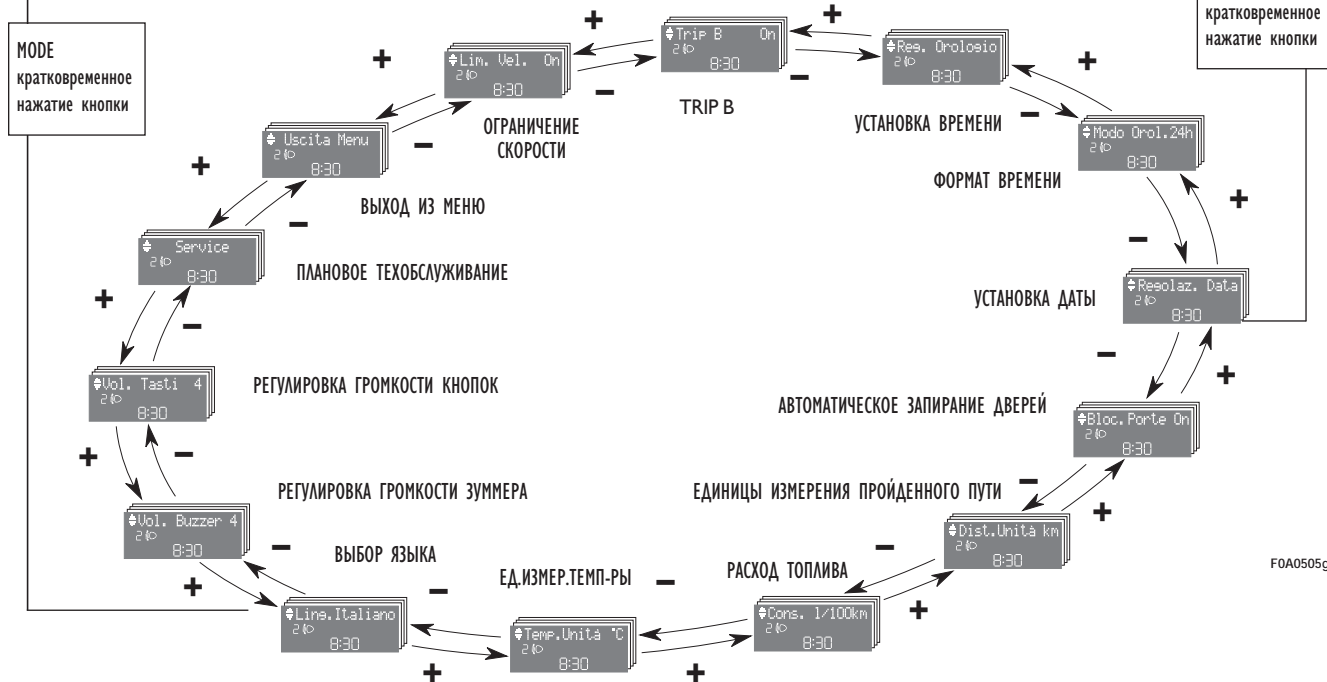 MODE
кратковременное
нажатие кнопки
кратковременное
нажатие кнопки
Lim. Vel. On
2
8:30
ОГРАНИЧЕНИЕ
СКОРОСТИ
Trip B On
2
8:30
TRIP B
Reg. Orologio
2
8:30
УСТАНОВКА ВРЕМЕНИ
Modo Orol.24h
2
8:30
ФОРМАТ ВРЕМЕНИ
Regolaz. Data
2
8:30
УСТАНОВКА ДАТЫ
Bloc.Porte On
2
8:30
АВТОМАТИЧЕСКОЕ ЗАПИРАНИЕ ДВЕРЕЙ
Dist.Unità km
2
8:30
ЕДИНИЦЫ ИЗМЕРЕНИЯ ПРОЙДЕННОГО ПУТИ
Cons. l/100km
2
8:30
РАСХОД ТОПЛИВА
Temp.Unità °C
2
8:30
ЕД.ИЗМЕР.ТЕМП-РЫ
Ling.Italiano
2
8:30
ВЫБОР ЯЗЫКА
Vol. Buzzer 4
2
8:30
РЕГУЛИРОВКА ГРОМКОСТИ ЗУММЕРА
Vol. Tasti 4
2
8:30
РЕГУЛИРОВКА ГРОМКОСТИ КНОПОК
Service
2
8:30
ПЛАНОВОЕ ТЕХОБСЛУЖИВАНИЕ
Uscita Menu
2
8:30
ВЫХОД ИЗ МЕНЮ
F0A0505g